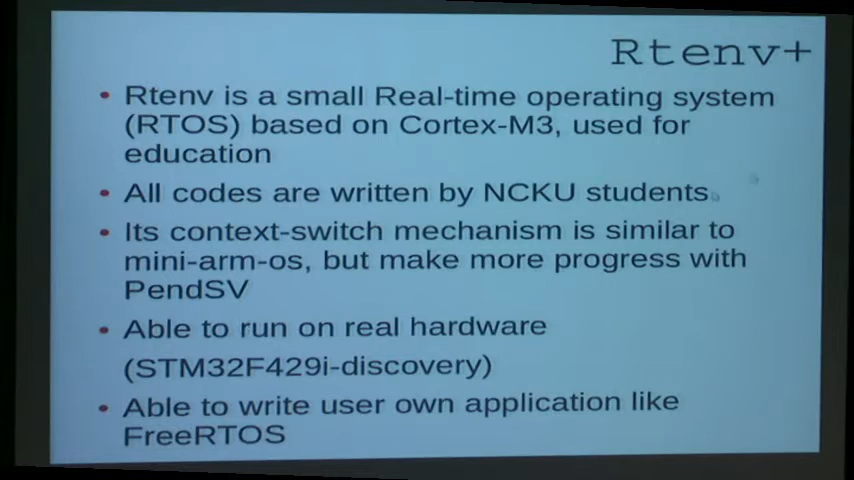 Rtenv+
• Rtenv is a small Real-time operating system
(RTOS) based on Cortex-M3, used for
education
• All codes are written by NCKU students.
• Its context-switch mechanism is similar to
mini-arm-os, but make more progress with
PendSV
• Able to run on real hardware
(STM32F429i-discovery)
• Able to write user own application like
FreeRTOS